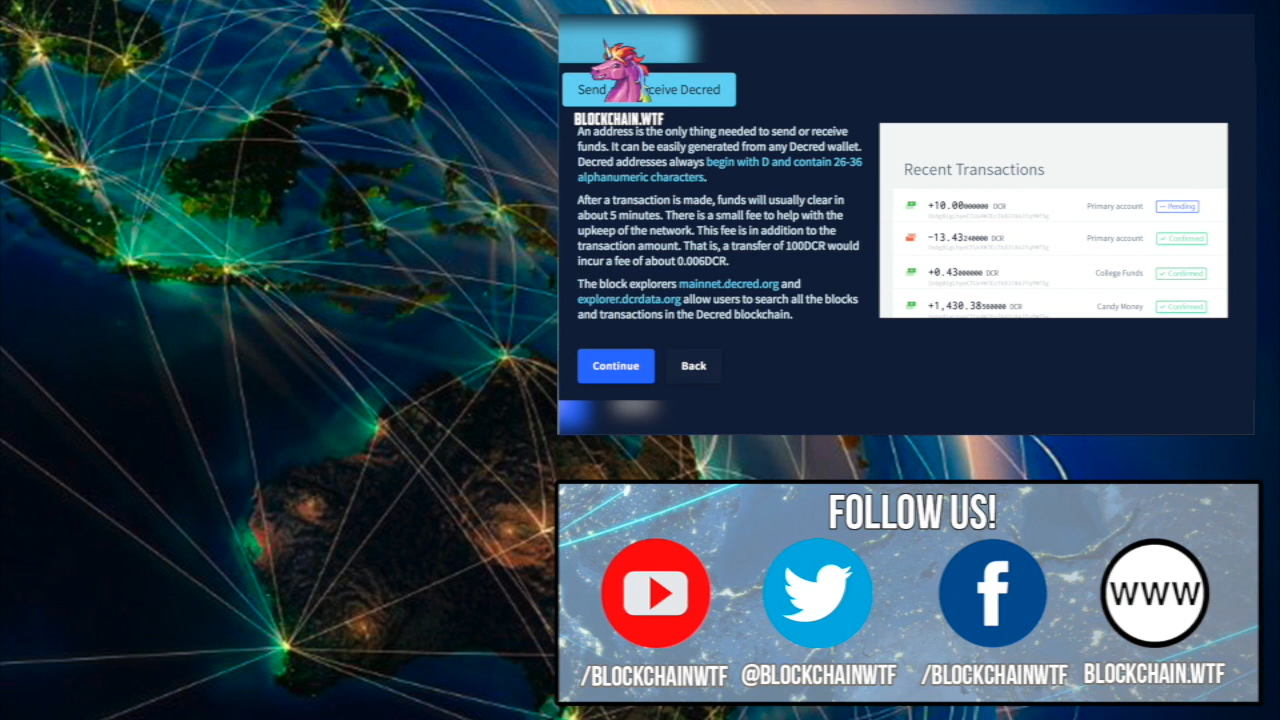 Send ceive Decred
BLOCKCHAIN.WTF
An address is the only thing needed to send or receive
funds. It can be easily generated from any Decred wallet.
Decred addresses always begin with D and contain 26-36
alphanumeric characters.
After a transaction is made, funds will usually clear in
about 5 minutes. There is a small fee to help with the
upkeep of the network. This fee is in addition to the
transaction amount. That is, a transfer of 100DCR would
incur a fee of about 0.006DCR.
The block explorers mainnet.decred.org and
explorer.dcrdata.org allow users to search all the blocks
and transactions in the Decred blockchain.
Continue Back
Recent Transactions
+10.00000000 DCR Primary account Pending
-13.43240000 DCR Primary account ✓ Confirmed
+0.43000000 DCR College Funds ✓ Confirmed
+1,430.38500000 DCR Candy Money ✓ Confirmed
FOLLOW US!
WWW
/BLOCKCHAINWTF @BLOCKCHAINWTF /BLOCKCHAINWTF BLOCKCHAIN.WTF